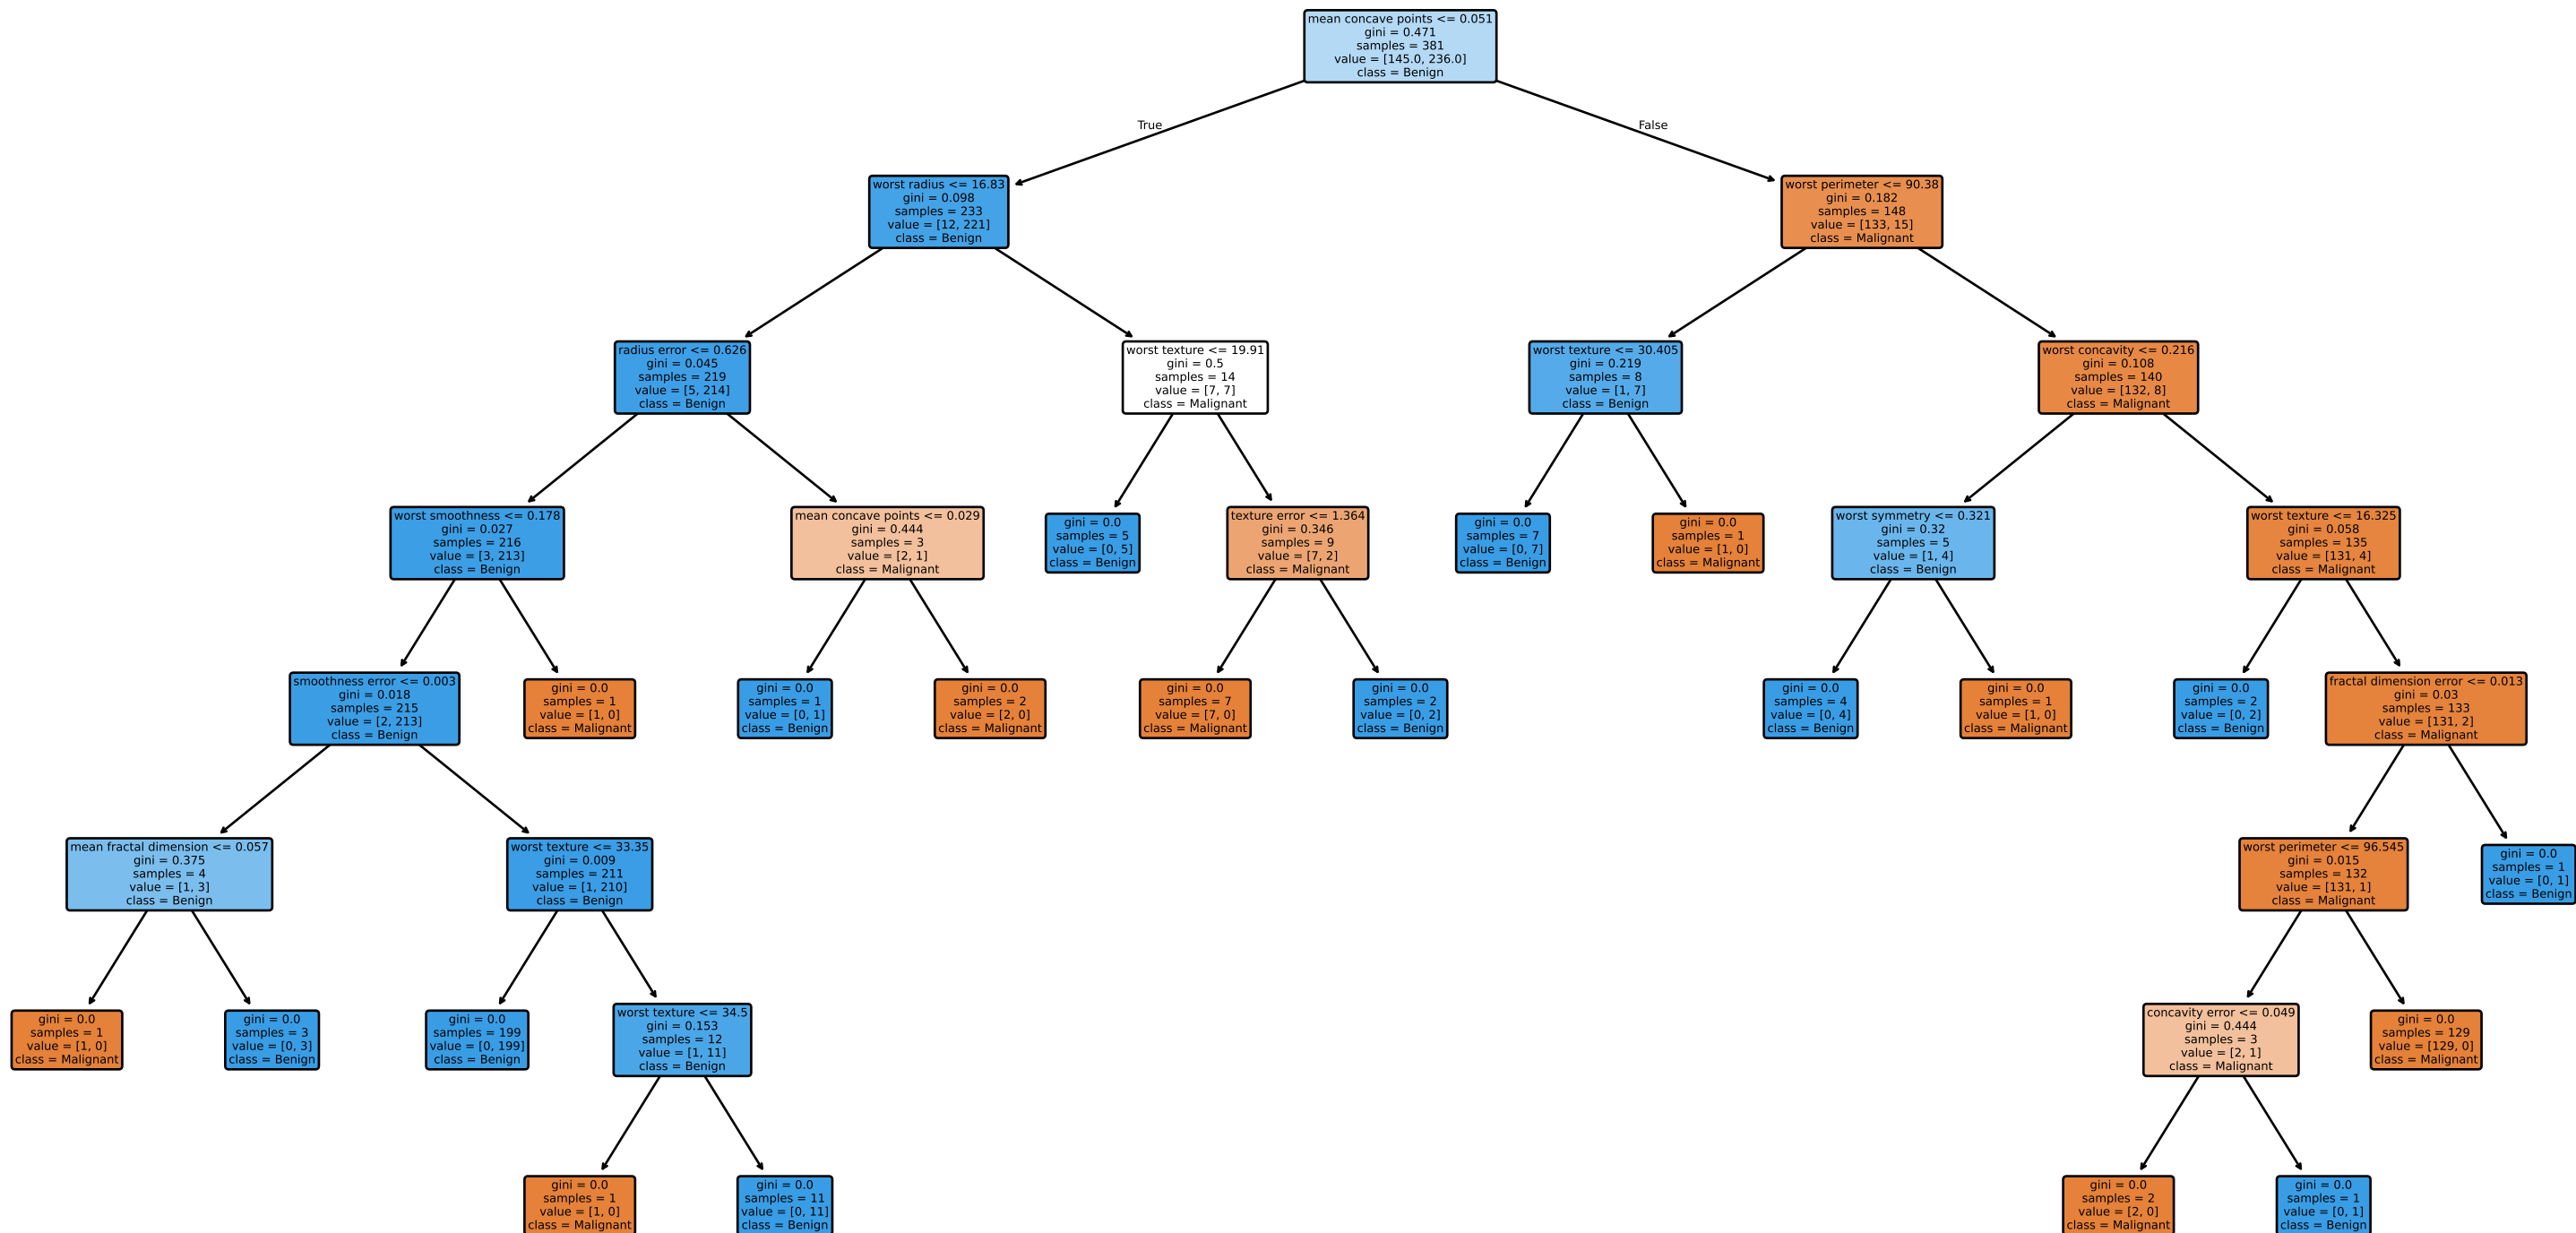 mean concave points <= 0.051
gini = 0.471
samples = 381
value = [145.0, 236.0]
class = Benign
True
False
worst radius <= 16.83
gini = 0.098
samples = 233
value = [12, 221]
class = Benign
worst perimeter <= 90.38
gini = 0.182
samples = 148
value = [133, 15]
class = Malignant
radius error <= 0.626
gini = 0.045
samples = 219
value = [5, 214]
class = Benign
worst texture <= 19.91
gini = 0.5
samples = 14
value = [7, 7]
class = Malignant
worst texture <= 30.405
gini = 0.219
samples = 8
value = [1, 7]
class = Benign
worst concavity <= 0.216
gini = 0.108
samples = 140
value = [132, 8]
class = Malignant
worst smoothness <= 0.178
gini = 0.027
samples = 216
value = [3, 213]
class = Benign
mean concave points <= 0.029
gini = 0.444
samples = 3
value = [2, 1]
class = Malignant
gini = 0.0
samples = 5
value = [0, 5]
class = Benign
texture error <= 1.364
gini = 0.346
samples = 9
value = [7, 2]
class = Malignant
gini = 0.0
samples = 7
value = [0, 7]
class = Benign
gini = 0.0
samples = 1
value = [1, 0]
class = Malignant
worst symmetry <= 0.321
gini = 0.32
samples = 5
value = [1, 4]
class = Benign
worst texture <= 16.325
gini = 0.058
samples = 135
value = [131, 4]
class = Malignant
smoothness error <= 0.003
gini = 0.018
samples = 215
value = [2, 213]
class = Benign
gini = 0.0
samples = 1
value = [1, 0]
class = Malignant
gini = 0.0
samples = 1
value = [0, 1]
class = Benign
gini = 0.0
samples = 2
value = [2, 0]
class = Malignant
gini = 0.0
samples = 7
value = [7, 0]
class = Malignant
gini = 0.0
samples = 2
value = [0, 2]
class = Benign
gini = 0.0
samples = 4
value = [0, 4]
class = Benign
gini = 0.0
samples = 1
value = [1, 0]
class = Malignant
gini = 0.0
samples = 2
value = [0, 2]
class = Benign
fractal dimension error <= 0.013
gini = 0.03
samples = 133
value = [131, 2]
class = Malignant
mean fractal dimension <= 0.057
gini = 0.375
samples = 4
value = [1, 3]
class = Benign
worst texture <= 33.35
gini = 0.009
samples = 211
value = [1, 210]
class = Benign
worst perimeter <= 96.545
gini = 0.015
samples = 132
value = [131, 1]
class = Malignant
gini = 0.0
samples = 1
value = [0, 1]
class = Benign
gini = 0.0
samples = 1
value = [1, 0]
class = Malignant
gini = 0.0
samples = 3
value = [0, 3]
class = Benign
gini = 0.0
samples = 199
value = [0, 199]
class = Benign
worst texture <= 34.5
gini = 0.153
samples = 12
value = [1, 11]
class = Benign
concavity error <= 0.049
gini = 0.444
samples = 3
value = [2, 1]
class = Malignant
gini = 0.0
samples = 129
value = [129, 0]
class = Malignant
gini = 0.0
samples = 1
value = [1, 0]
class = Malignant
gini = 0.0
samples = 11
value = [0, 11]
class = Benign
gini = 0.0
samples = 2
value = [2, 0]
class = Malignant
gini = 0.0
samples = 1
value = [0, 1]
class = Benign